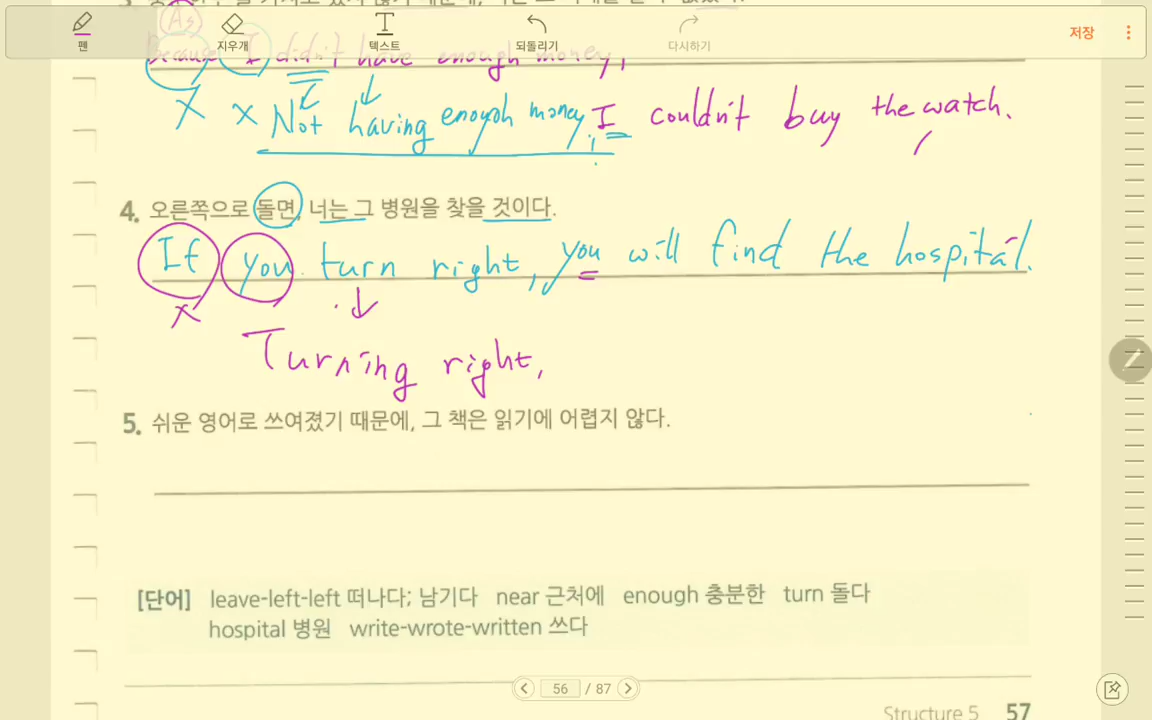 펜 지우개 텍스트 되돌리기 다시하기 저장
(As)
because I didn't have enough money,
X X Not having enough money, I couldn't buy the watch.
4. 오른쪽으로 돌면, 너는 그 병원을 찾을 것이다.
If you turn right, you will find the hospital.
X
Turning right,
5. 쉬운 영어로 쓰여졌기 때문에, 그 책은 읽기에 어렵지 않다.
[단어] leave-left-left 떠나다; 남기다 near 근처에 enough 충분한 turn 돌다
hospital 병원 write-wrote-written 쓰다
56 / 87
Structure 5 57